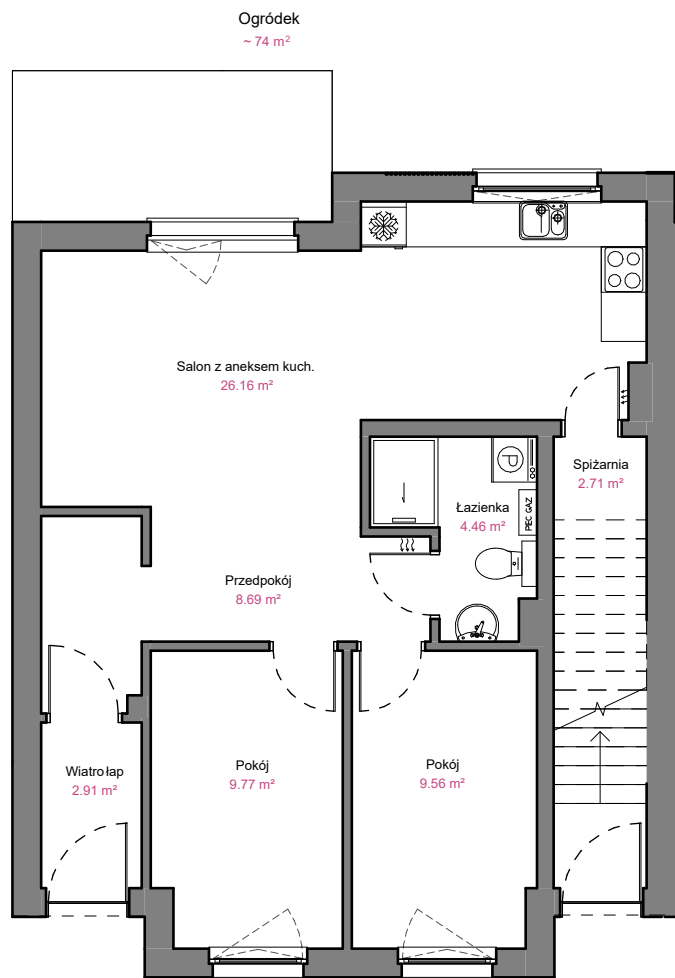 Ogródek
~ 74 m²
Salon z aneksem kuch.
26.16 m²
Spiżarnia
2.71 m²
P
Łazienka
4.46 m²
PEC GAZ
Przedpokój
8.69 m²
Wiatrołap
2.91 m²
Pokój
9.77 m²
Pokój
9.56 m²